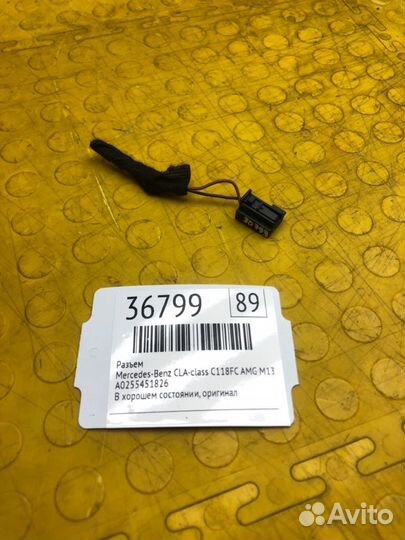 36799 89
Разъем
Mercedes-Benz CLA-class C118FC AMG M13
A0255451826
В хорошем состоянии, оригинал
Avito